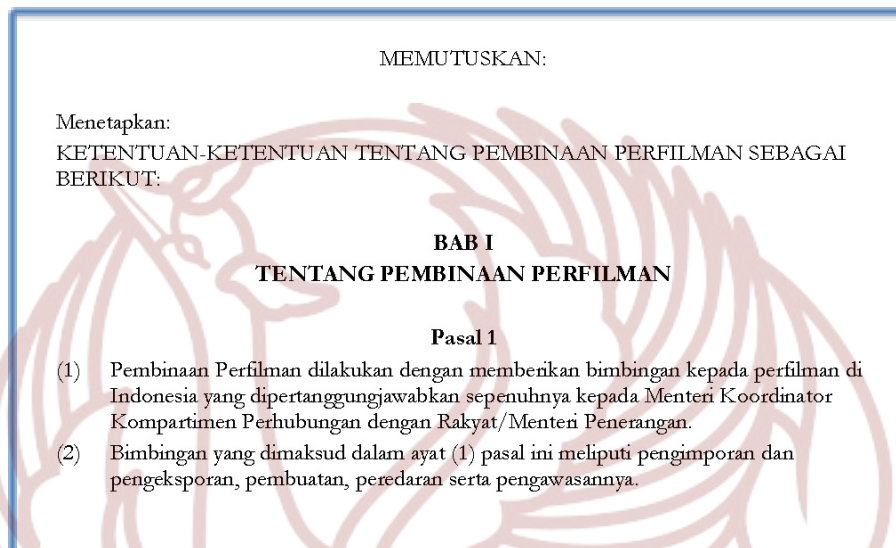 MEMUTUSKAN:
Menetapkan:
KETENTUAN-KETENTUAN TENTANG PEMBINAAN PERFILMAN SEBAGAI
BERIKUT:
BAB I
TENTANG PEMBINAAN PERFILMAN
Pasal 1
(1) Pembinaan Perfilman dilakukan dengan memberikan bimbingan kepada perfilman di
Indonesia yang dipertanggungjawabkan sepenuhnya kepada Menteri Koordinator
Kompartimen Perhubungan dengan Rakyat/Menteri Penerangan.
(2) Bimbingan yang dimaksud dalam ayat (1) pasal ini meliputi pengimporan dan
pengeksporan, pembuatan, peredaran serta pengawasannya.